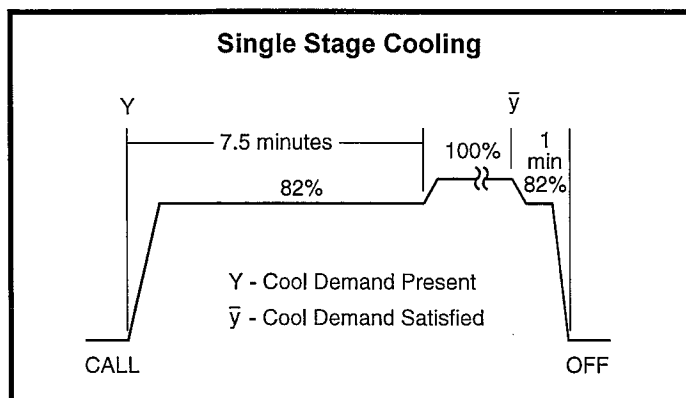 Single Stage Cooling
Y
ȳ
7.5 minutes
100%
1
min
82%
82%
Y - Cool Demand Present
ȳ - Cool Demand Satisfied
CALL
OFF